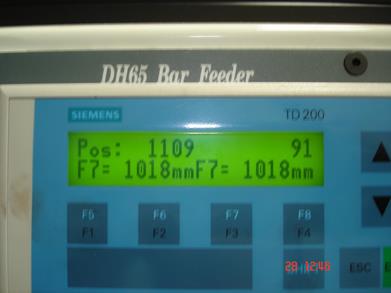 DH65 Bar Feeder
SIEMENS TD 200
Pos: 1109 91
F7= 1018mmF7= 1018mm
F5 F6 F7 F8
F1 F2 F3 F4
ESC
28 12:46